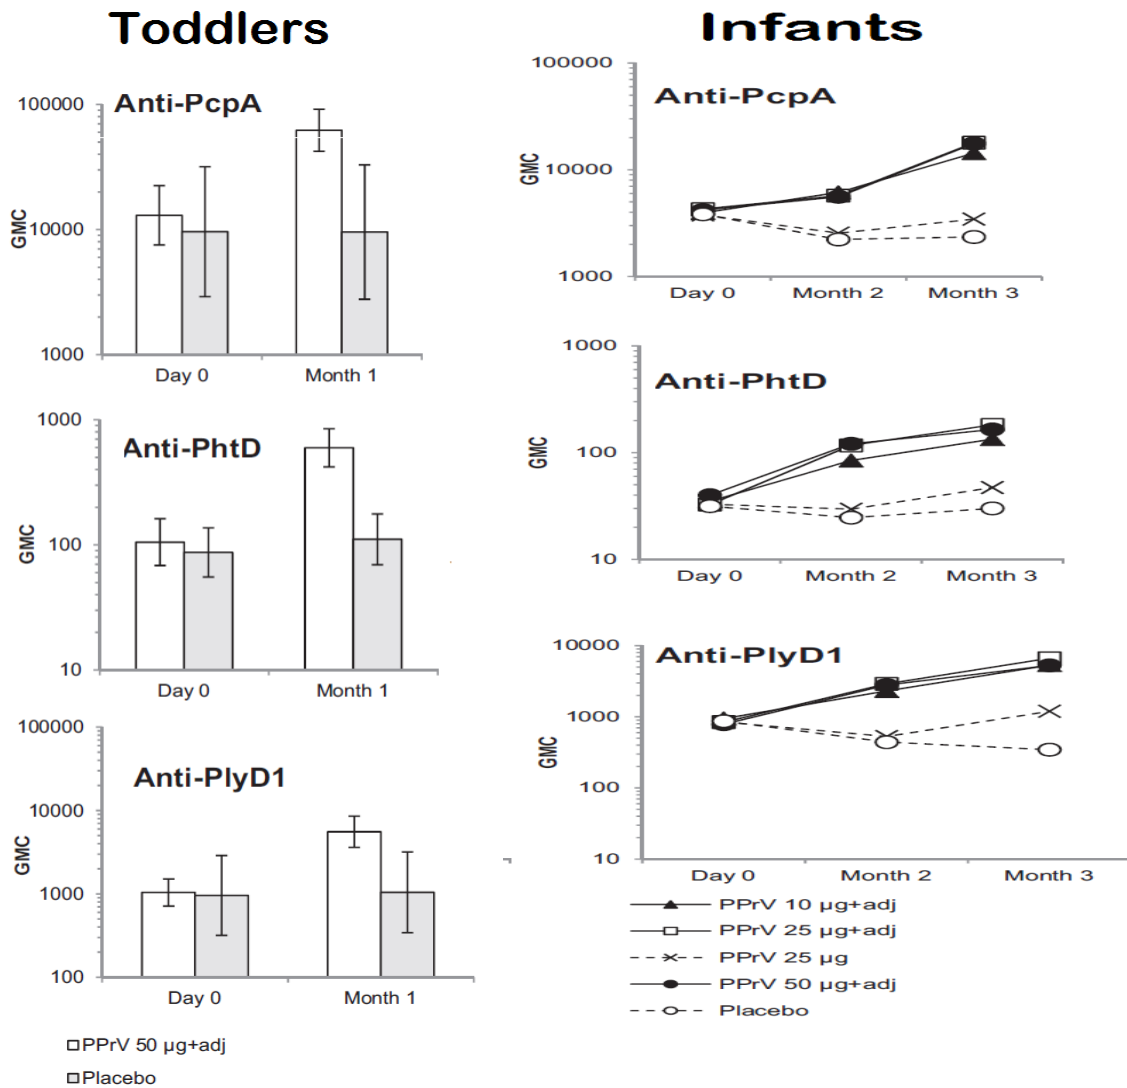 Toddlers
Anti-PcpA
100000
10000
1000
GMC
Day 0 Month 1
Anti-PhtD
1000
100
10
GMC
Day 0 Month 1
Anti-PlyD1
100000
10000
1000
100
GMC
Day 0 Month 1
PPrV 50 µg+adj
Placebo
Infants
Anti-PcpA
100000
10000
1000
GMC
Day 0 Month 2 Month 3
Anti-PhtD
1000
100
10
GMC
Day 0 Month 2 Month 3
Anti-PlyD1
10000
1000
100
10
GMC
Day 0 Month 2 Month 3
PPrV 10 µg+adj
PPrV 25 µg+adj
PPrV 25 µg
PPrV 50 µg+adj
Placebo